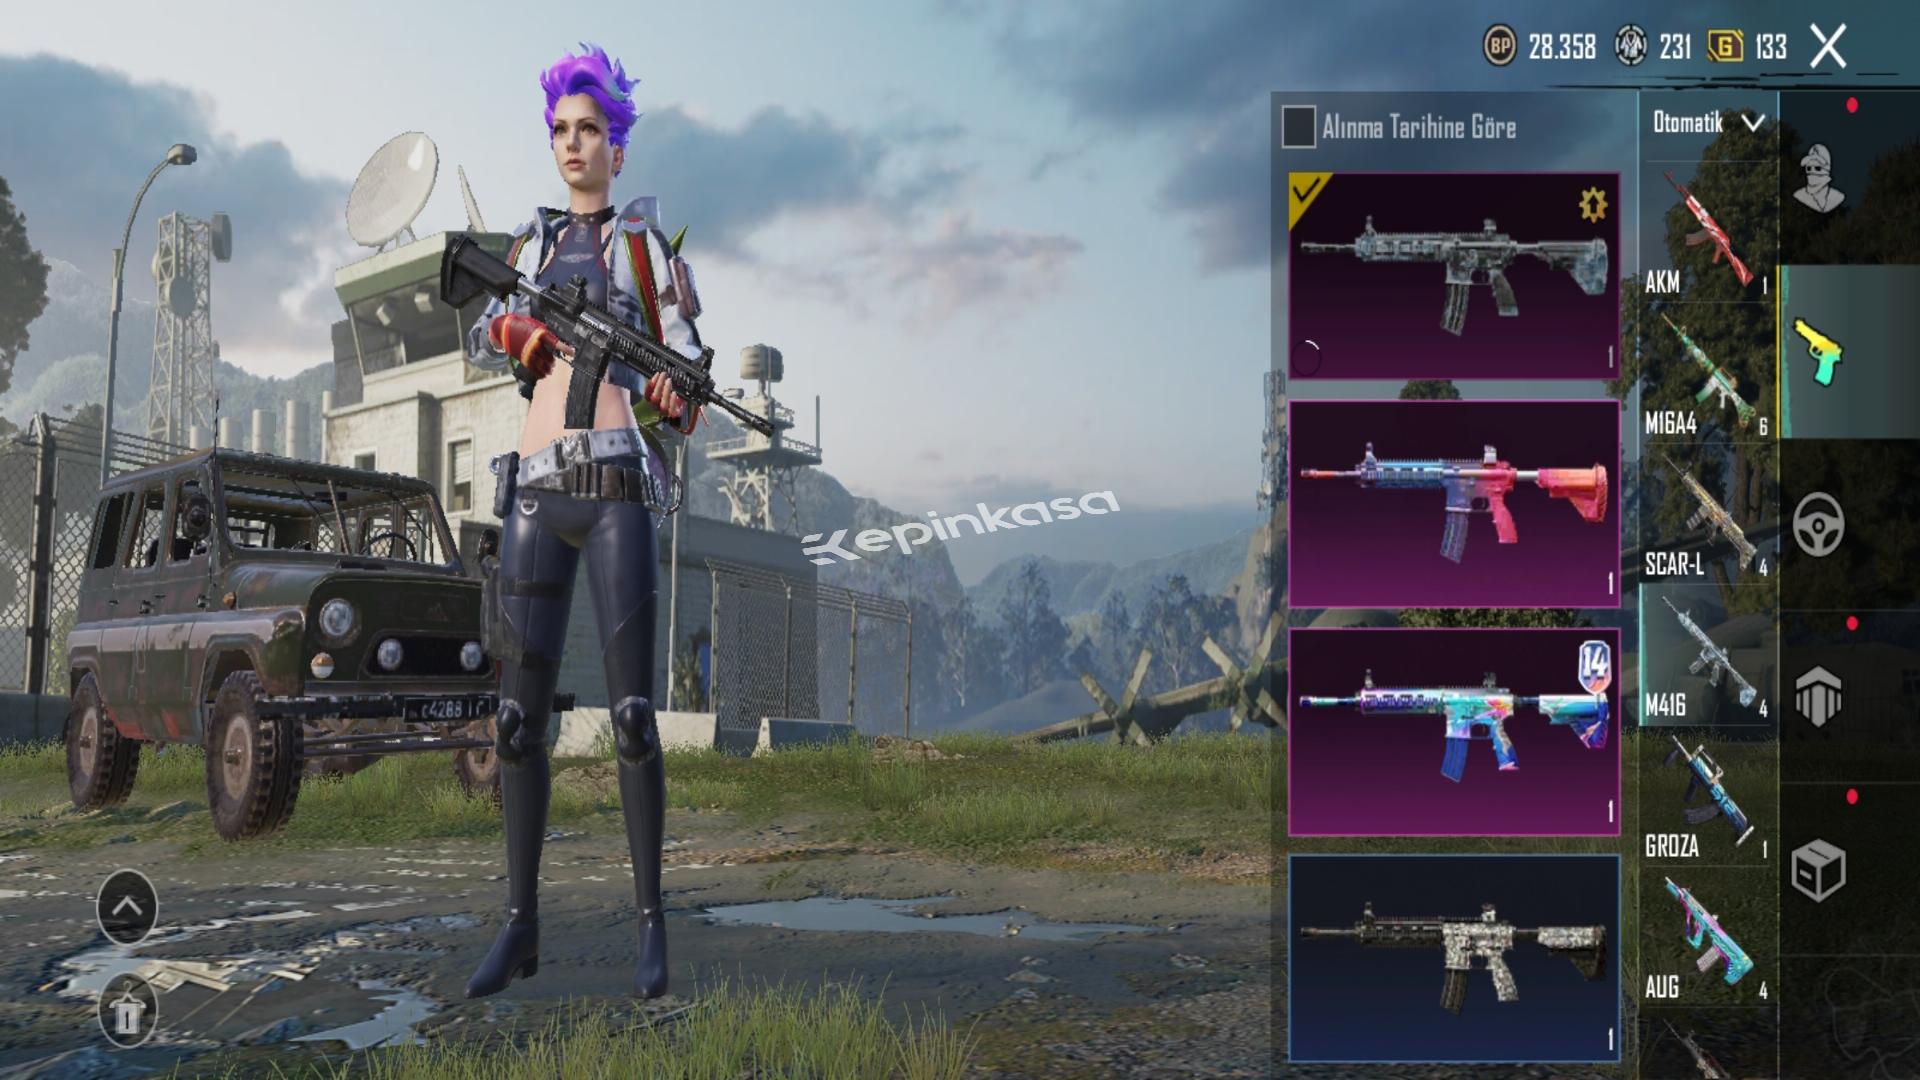 BP 28.358 231 G 133
Alınma Tarihine Göre
Otomatik
1
AKM 1
M16A4 6
1
SCAR-L 4
14
M416 4
1
GROZA 1
AUG 4
1
epinkasa